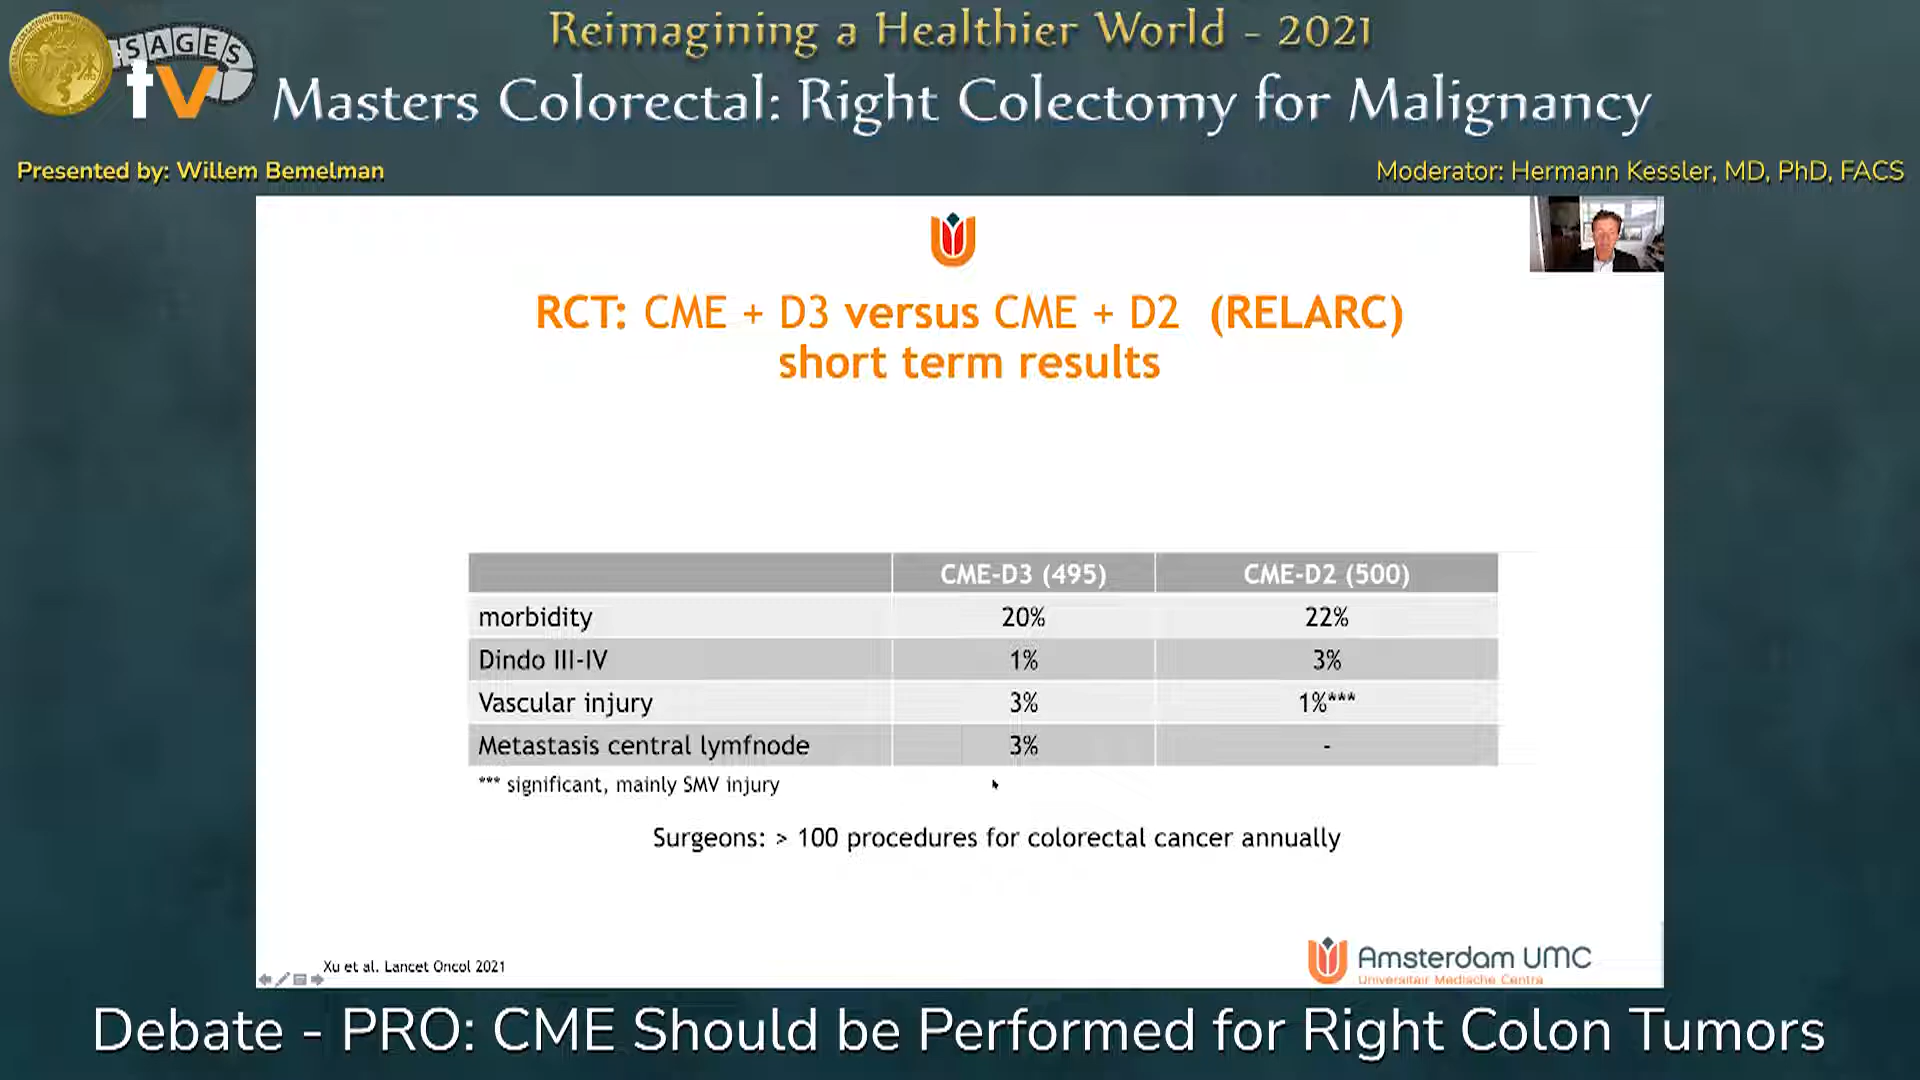 Reimagining a Healthier World - 2021
SAGES
tv
Masters Colorectal: Right Colectomy for Malignancy
Presented by: Willem Bemelman
Moderator: Hermann Kessler, MD, PhD, FACS
RCT: CME + D3 versus CME + D2 (RELARC)
short term results
CME-D3 (495) CME-D2 (500)
morbidity 20% 22%
Dindo III-IV 1% 3%
Vascular injury 3% 1%***
Metastasis central lymfnode 3% -
*** significant, mainly SMV injury
Surgeons: > 100 procedures for colorectal cancer annually
Xu et al. Lancet Oncol 2021
Amsterdam UMC
Universitair Medische Centra
Debate - PRO: CME Should be Performed for Right Colon Tumors